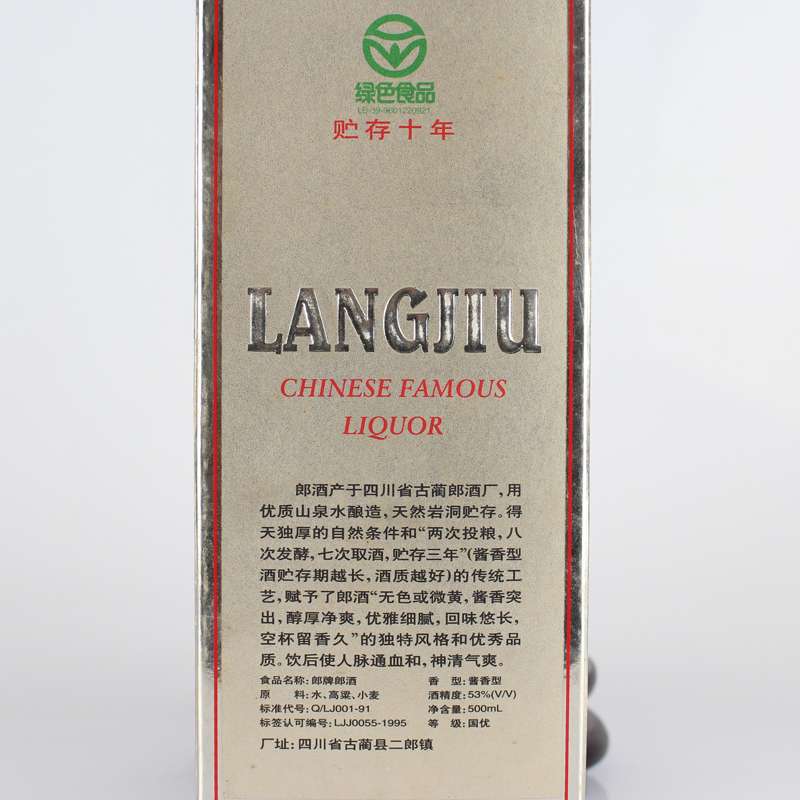 绿色食品
LB-39-9601220921
贮存十年
LANGJIU
CHINESE FAMOUS
LIQUOR
郎酒产于四川省古蔺郎酒厂，用
优质山泉水酿造，天然岩洞贮存。得
天独厚的自然条件和“两次投粮，八
次发酵，七次取酒，贮存三年”(酱香型
酒贮存期越长，酒质越好)的传统工
艺，赋予了郎酒“无色或微黄，酱香突
出，醇厚净爽，优雅细腻，回味悠长，
空杯留香久”的独特风格和优秀品
质。饮后使人脉通血和，神清气爽。
食品名称: 郎牌郎酒 香 型: 酱香型
原 料: 水、高粱、小麦 酒精度: 53%(V/V)
标准代号: Q/LJ001-91 净含量: 500mL
标签认可编号: LJJ0055-1995 等 级: 国优
厂址: 四川省古蔺县二郎镇